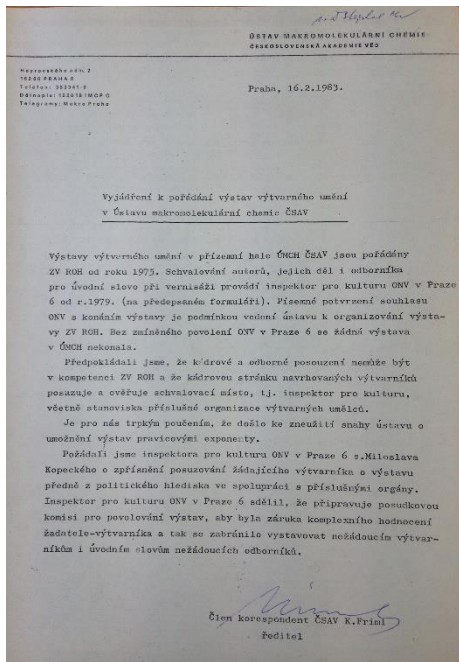 ÚSTAV MAKROMOLEKULÁRNÍ CHEMIE
ČESKOSLOVENSKÁ AKADEMIE VĚD
Heyrovského nám. 2
Telegramy: Makro Praha
Praha, 16.2.1983.
Vyjádření k pořádání výstav výtvarného umění
v Ústavu makromolekulární chemie ČSAV
Výstavy výtvarného umění v přízemní hale ÚMCH ČSAV jsou pořádány
ZV ROH od roku 1975. Schvalování autorů, jejich děl i odborníka
pro úvodní slovo při vernisáži provádí inspektor pro kulturu ONV v Praze
6 od r.1979. (na předepsaném formuláři). Písemné potvrzení souhlasu
ONV s konáním výstavy je podmínkou vedení ústavu k organizování výsta-
vy ZV ROH. Bez zmíněného povolení ONV v Praze 6 se žádná výstava
v ÚMCH nekonala.
Předpokládali jsme, že kádrové a odborné posouzení nemůže být
v kompetenci ZV ROH a že kádrovou stránku navrhovaných výtvarníků
posuzuje a ověřuje schvalovací místo, tj. inspektor pro kulturu,
včetně stanoviska příslušné organizace výtvarných umělců.
Je pro nás trpkým poučením, že došlo ke zneužití snahy ústavu o
umožnění výstav pravicovými exponenty.
Požádali jsme inspektora pro kulturu ONV v Praze 6 s.Miloslava
Kopeckého o zpřísnění posuzování žádajícího výtvarníka o výstavu
předně z politického hlediska ve spolupráci s příslušnými orgány.
Inspektor pro kulturu ONV v Praze 6 sdělil, že připravuje posudkovou
komisi pro povolování výstav, aby byla záruka komplexního hodnocení
žadatele-výtvarníka a tak se zabránilo vystavovat nežádoucím výtvar-
níkům i úvodním slovům nežádoucích odborníků.
Člen korespondent ČSAV K.Friml
ředitel